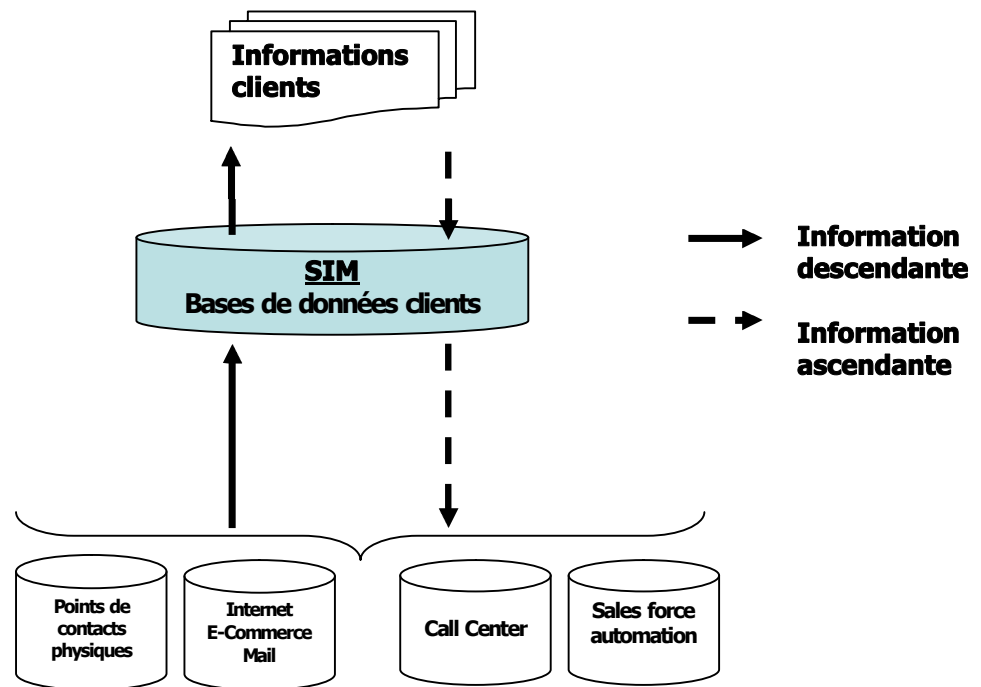 Informations
clients
SIM
Bases de données clients
Information
descendante
Information
ascendante
Points de
contacts
physiques
Internet
E-Commerce
Mail
Call Center
Sales force
automation